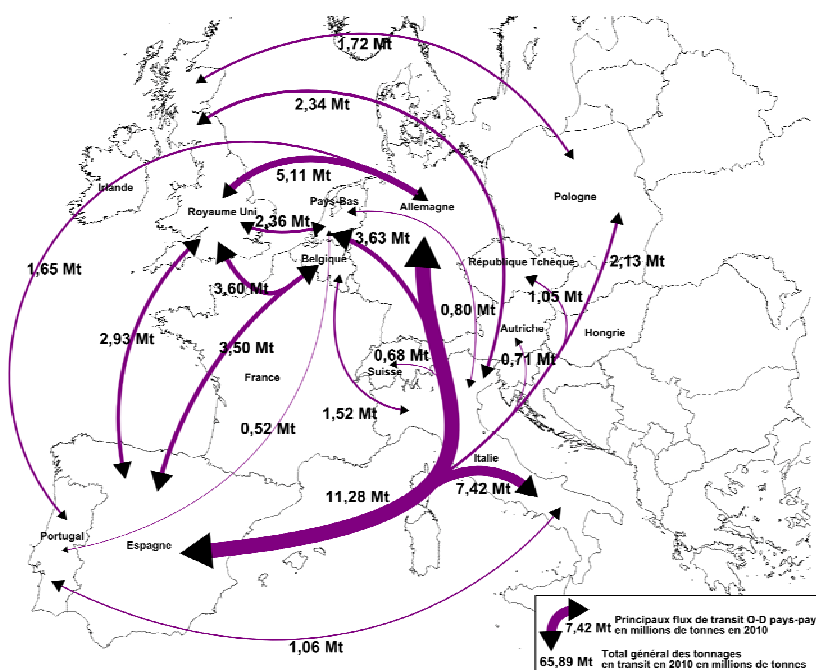 1,72 Mt
2,34 Mt
5,11 Mt
Irlande
Royaume Uni
Pays-Bas
Allemagne
Pologne
2,36 Mt
3,63 Mt
Belgique
République Tchèque
2,13 Mt
1,65 Mt
3,60 Mt
1,05 Mt
2,93 Mt
0,80 Mt
Autriche
Hongrie
3,50 Mt
0,68 Mt
0,71 Mt
Suisse
France
1,52 Mt
0,52 Mt
Italie
11,28 Mt
7,42 Mt
Portugal
Espagne
1,06 Mt
Principaux flux de transit O-D pays-pay
7,42 Mt en millions de tonnes en 2010
Total général des tonnages
65,89 Mt en transit en 2010 en millions de tonnes